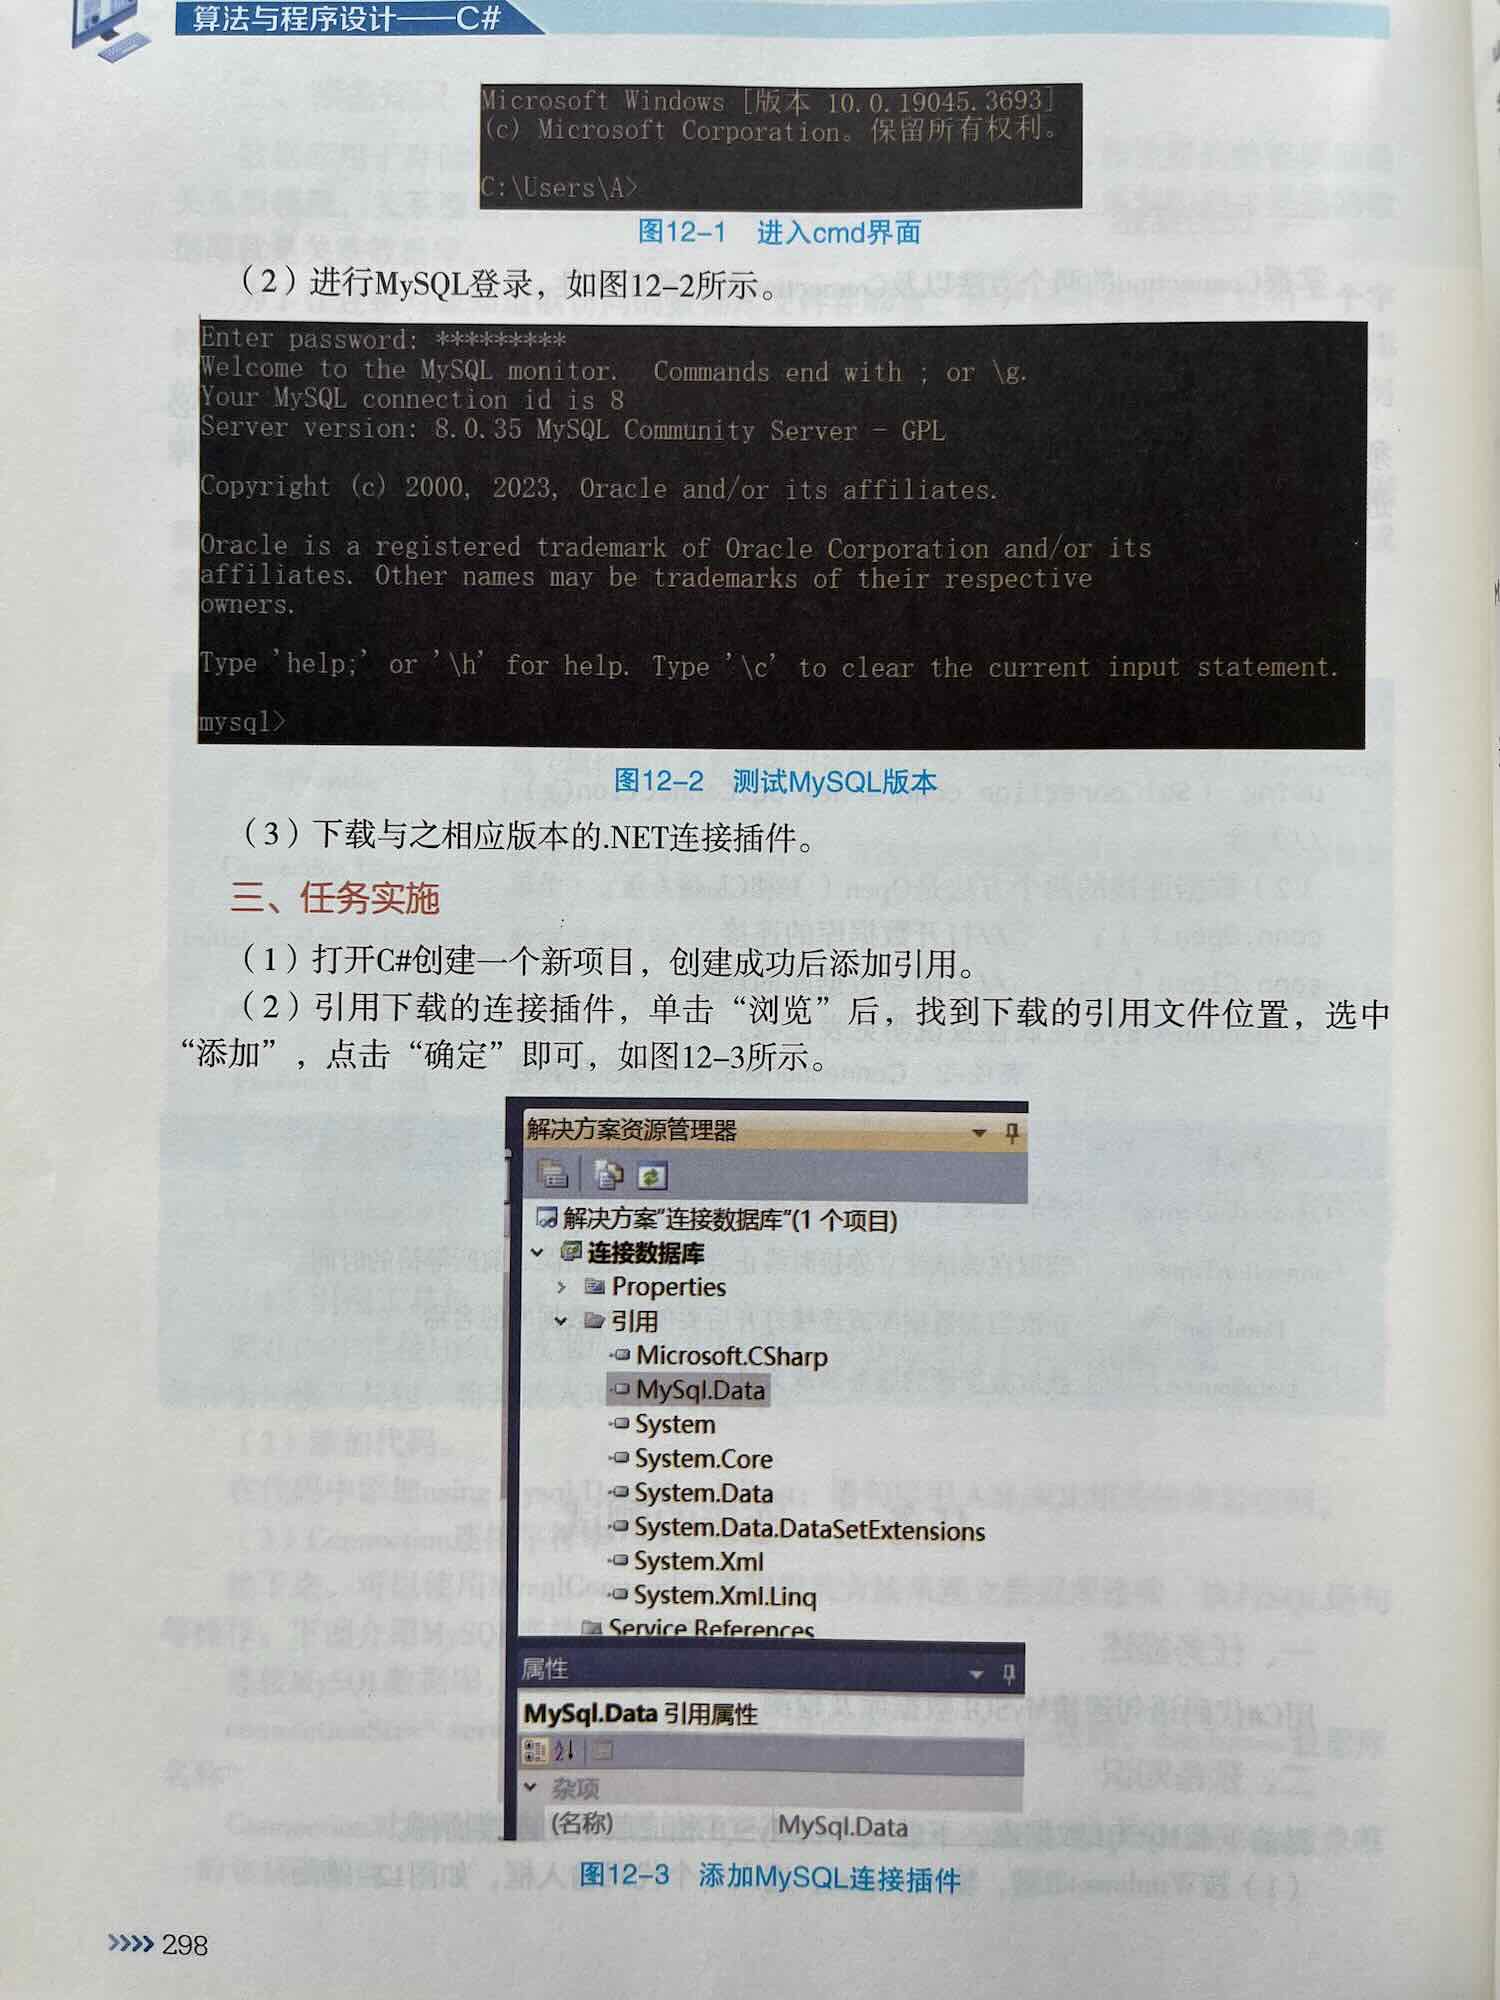 算法与程序设计——C#
Microsoft Windows [版本 10.0.19045.3693]
(c) Microsoft Corporation。保留所有权利。
C:\Users\A>
图12-1 进入cmd界面
（2）进行MySQL登录，如图12-2所示。
Enter password: *********
Welcome to the MySQL monitor.  Commands end with ; or \g.
Your MySQL connection id is 8
Server version: 8.0.35 MySQL Community Server - GPL
Copyright (c) 2000, 2023, Oracle and/or its affiliates.
Oracle is a registered trademark of Oracle Corporation and/or its
affiliates. Other names may be trademarks of their respective
owners.
Type 'help;' or '\h' for help. Type '\c' to clear the current input statement.
mysql>
图12-2 测试MySQL版本
（3）下载与之相应版本的.NET连接插件。
三、任务实施
（1）打开C#创建一个新项目，创建成功后添加引用。
（2）引用下载的连接插件，单击“浏览”后，找到下载的引用文件位置，选中
“添加”，点击“确定”即可，如图12-3所示。
解决方案资源管理器
解决方案"连接数据库"(1 个项目)
连接数据库
Properties
引用
Microsoft.CSharp
MySql.Data
System
System.Core
System.Data
System.Data.DataSetExtensions
System.Xml
System.Xml.Linq
Service References
属性
MySql.Data 引用属性
杂项
(名称) MySql.Data
图12-3 添加MySQL连接插件
>>>> 298